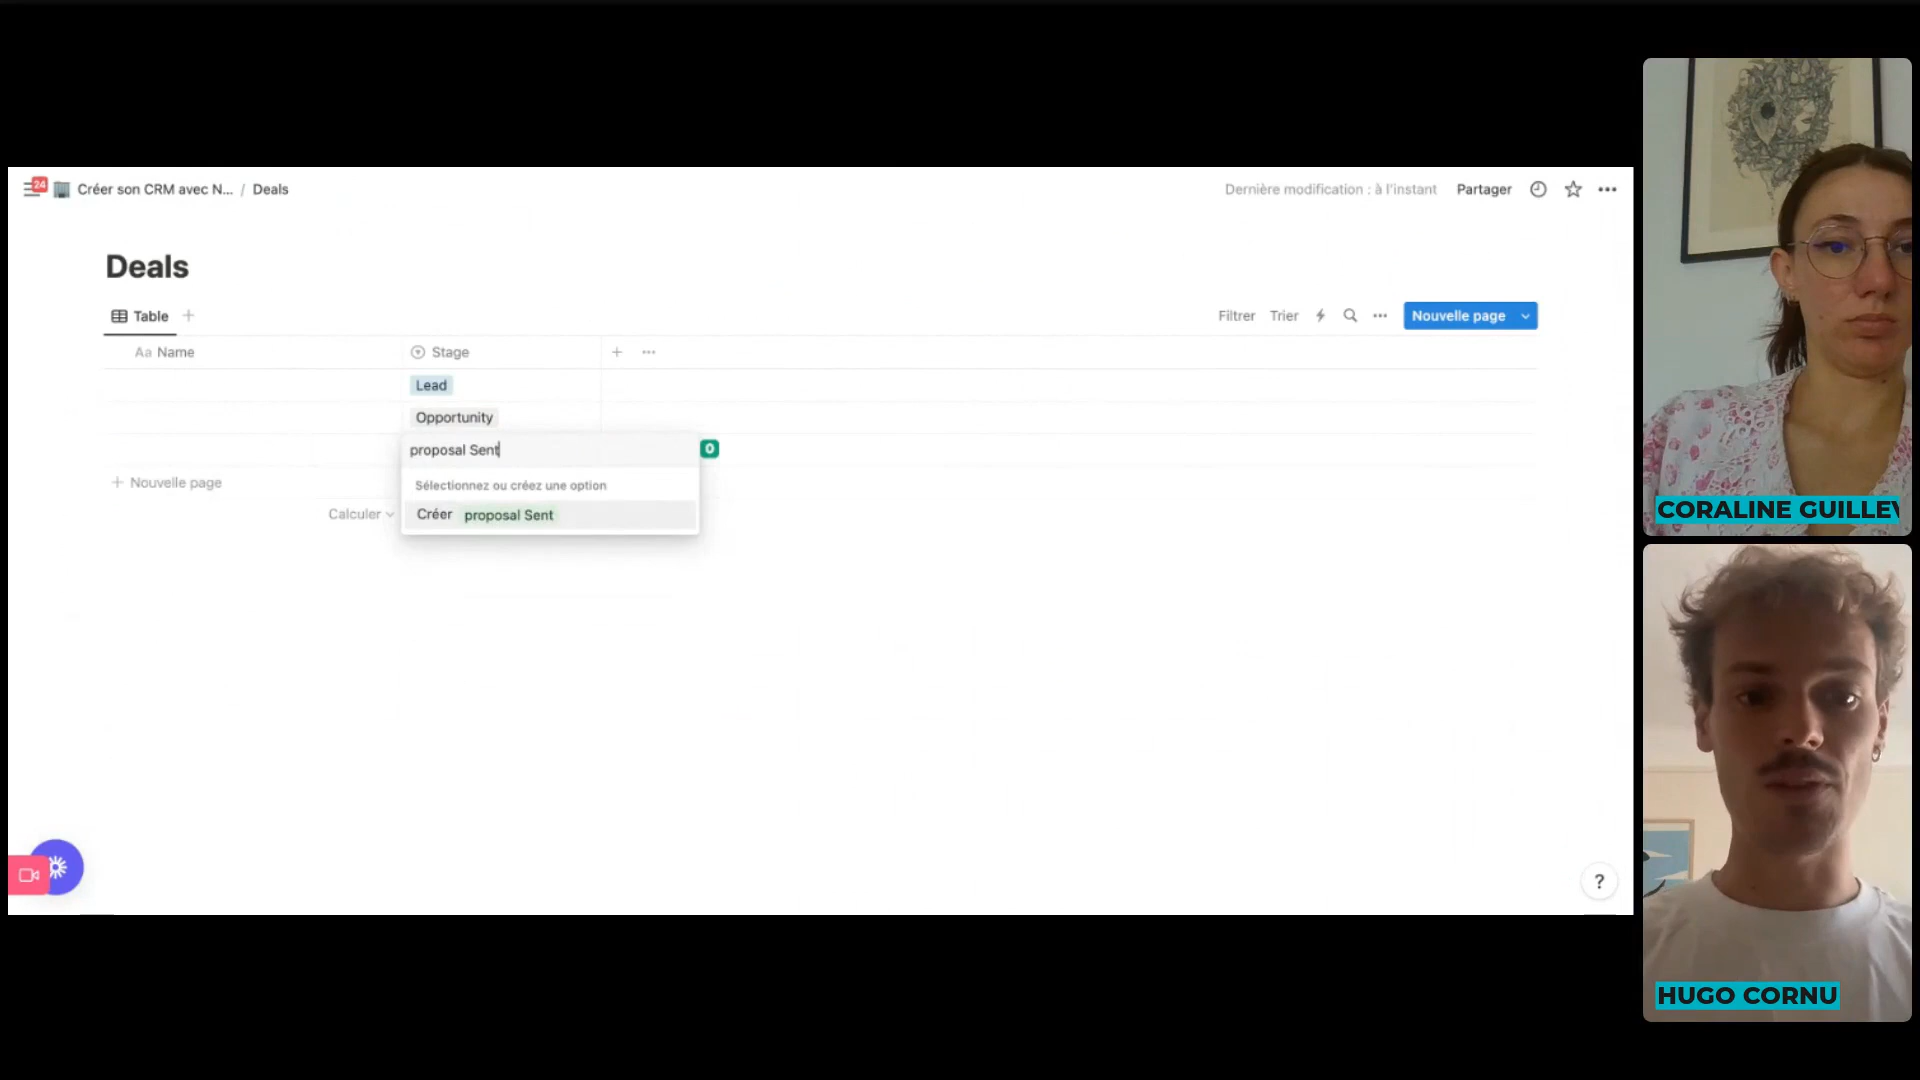 24
Créer son CRM avec N... / Deals
Dernière modification : à l'instant
Partager
Deals
Table
Filtrer
Trier
Nouvelle page
Aa Name
Stage
Lead
Opportunity
proposal Sent
Sélectionnez ou créez une option
Créer proposal Sent
+ Nouvelle page
Calculer
?
CORALINE GUILLEV
HUGO CORNU